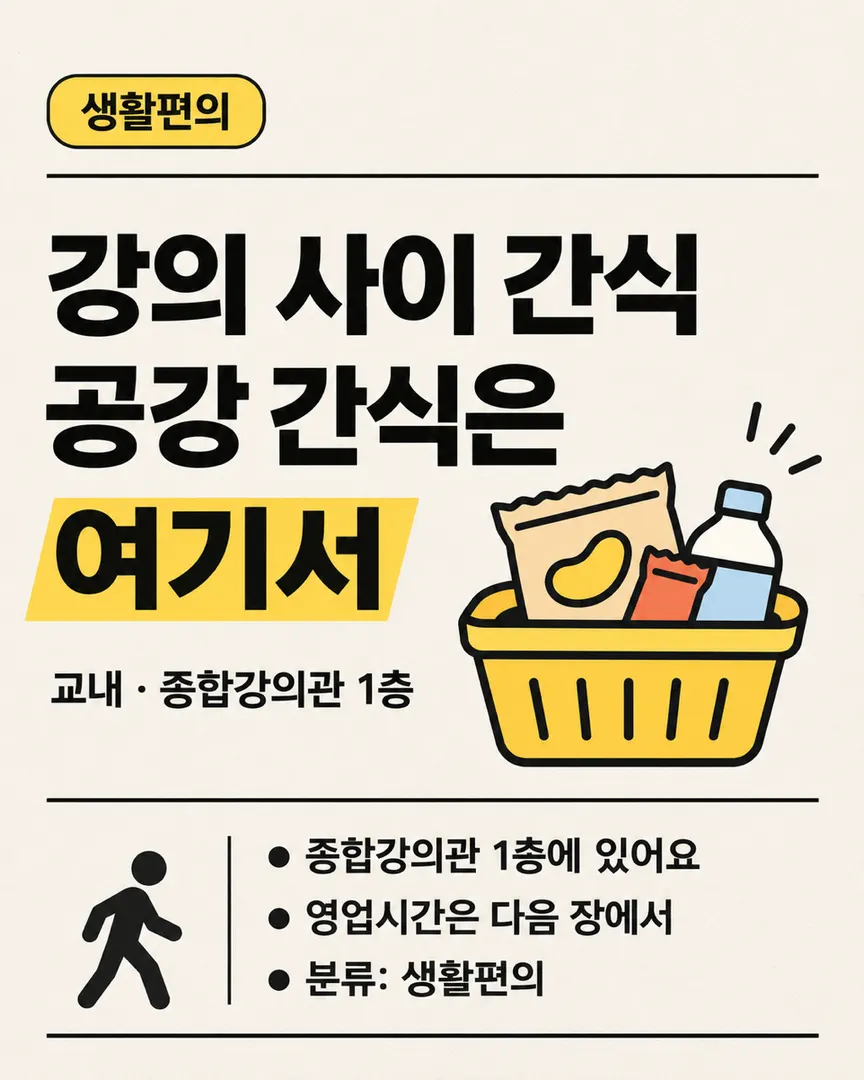 생활편의
강의 사이 간식
공강 간식은
여기서
교내 · 종합강의관 1층
● 종합강의관 1층에 있어요
● 영업시간은 다음 장에서
● 분류: 생활편의